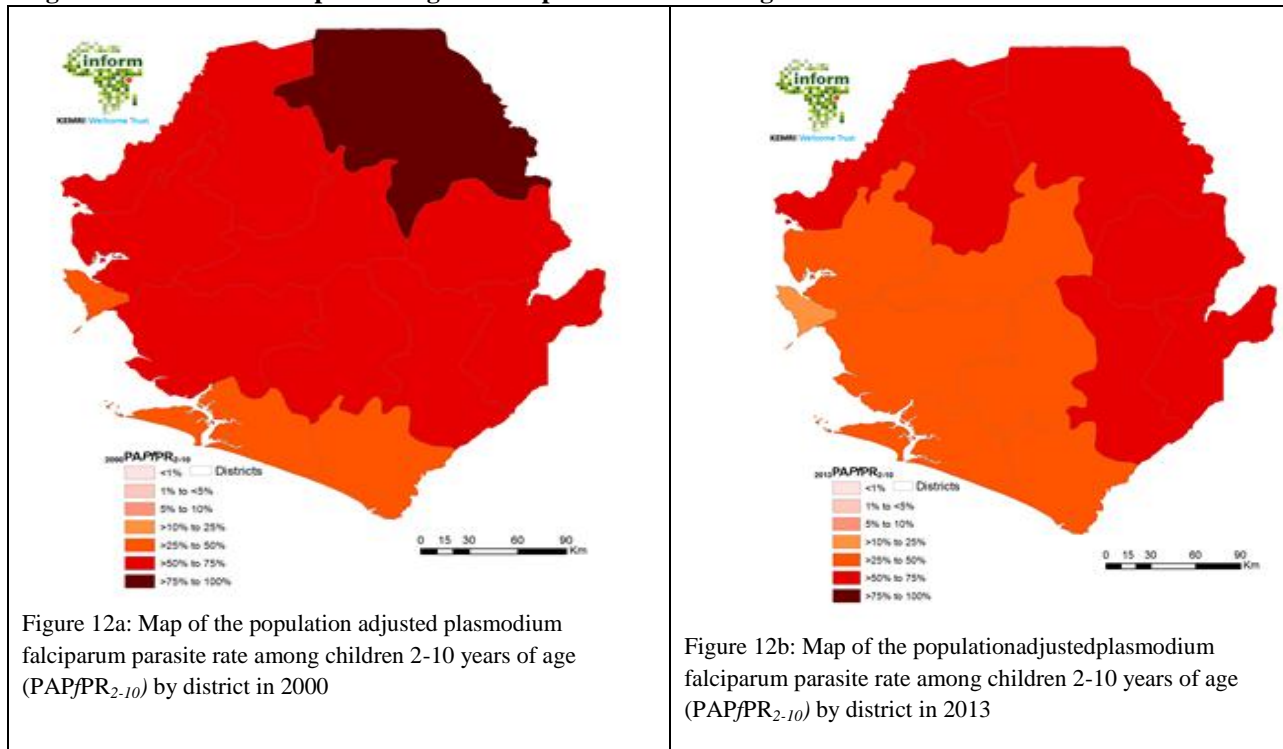 inform
KEMRI Wellcome Trust
2000PAPfPR2-10
<1%
Districts
1% to <5%
5% to 10%
>10% to 25%
>25% to 50%
>50% to 75%
>75% to 100%
0 15 30 60 90
Km
Figure 12a: Map of the population adjusted plasmodium
falciparum parasite rate among children 2-10 years of age
(PAPfPR2-10) by district in 2000
inform
KEMRI Wellcome Trust
2013PAPfPR2-10
<1%
Districts
1% to <5%
5% to 10%
>10% to 25%
>25% to 50%
>50% to 75%
>75% to 100%
0 15 30 60 90
Km
Figure 12b: Map of the populationadjustedplasmodium
falciparum parasite rate among children 2-10 years of age
(PAPfPR2-10) by district in 2013